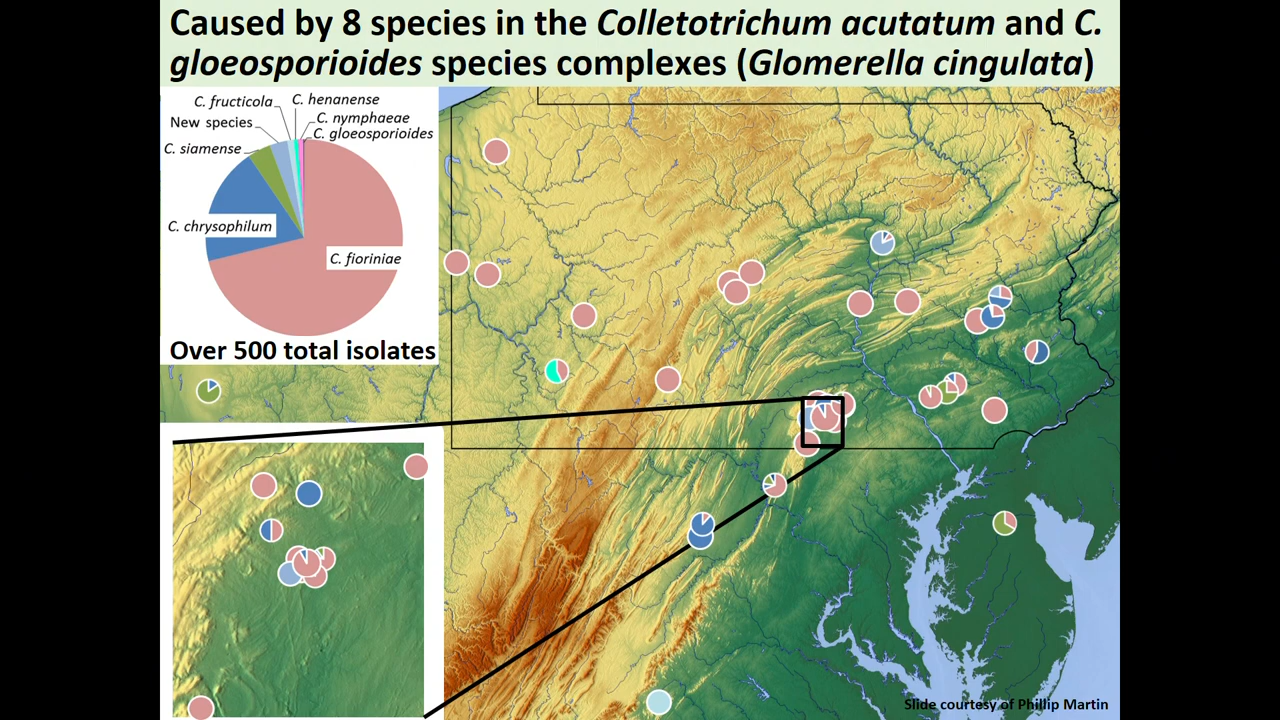 Caused by 8 species in the Colletotrichum acutatum and C.
gloeosporioides species complexes (Glomerella cingulata)
C. fructicola
C. henanense
New species
C. nymphaeae
C. gloeosporioides
C. siamense
C. chrysophilum
C. fioriniae
Over 500 total isolates
Slide courtesy of Phillip Martin